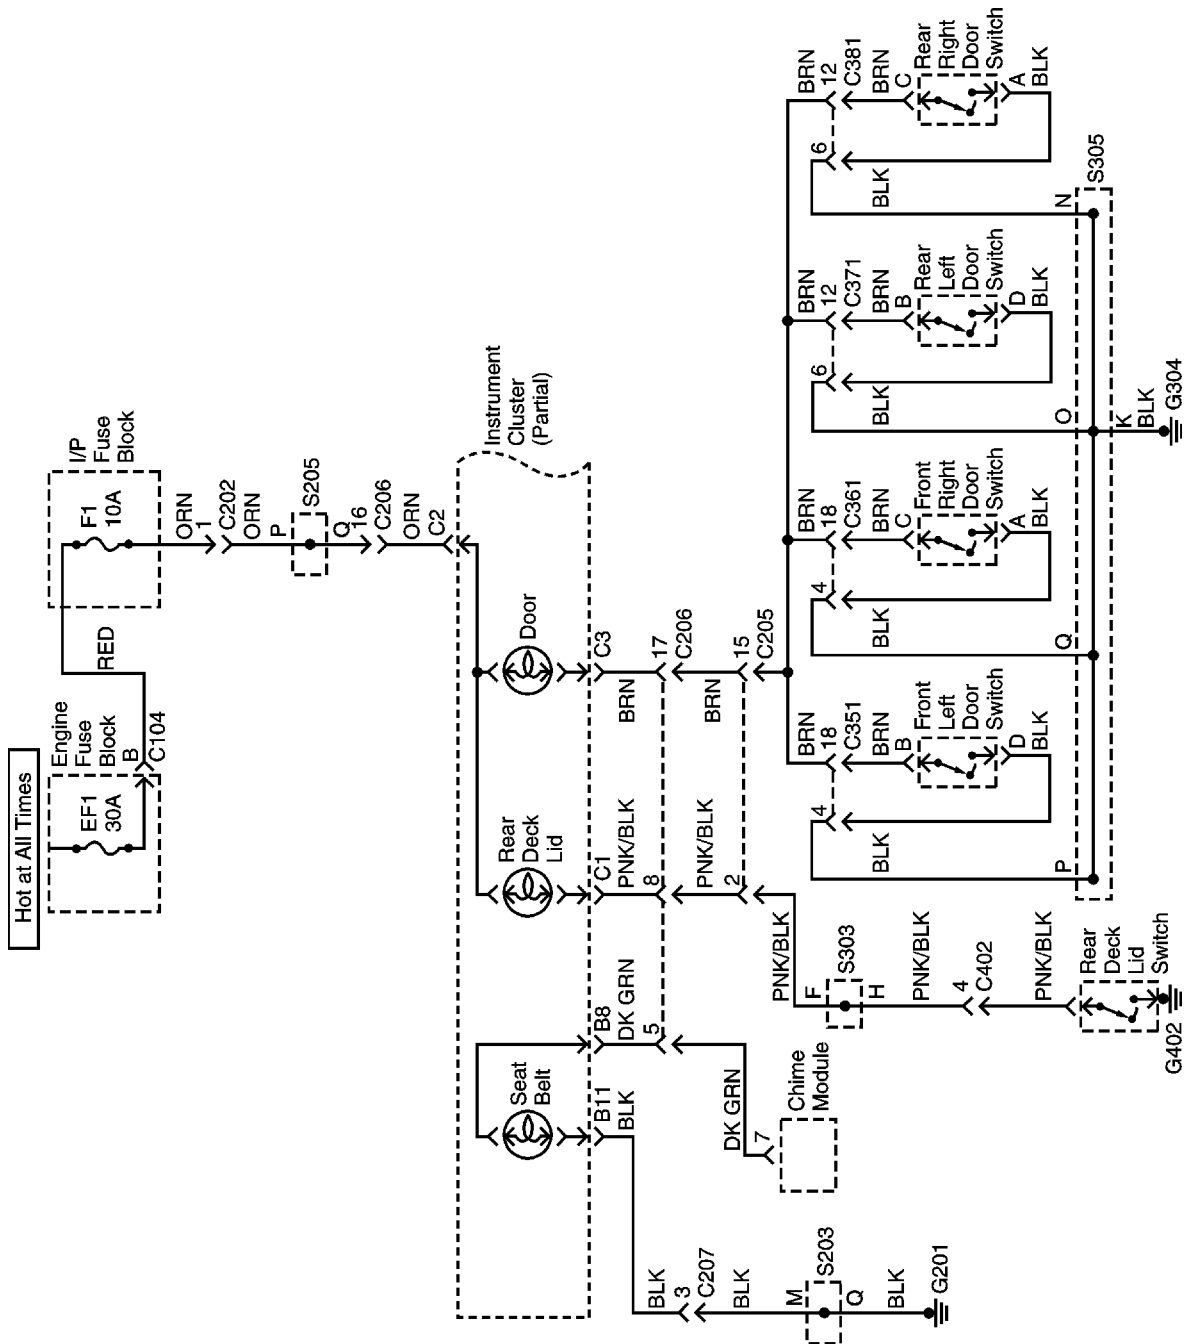 Hot at All Times
Engine
Fuse
Block
EF1
30A
B
C104
RED
I/P
Fuse
Block
F1
10A
ORN
1
C202
ORN
P
S205
Q
16
C206
ORN
C2
Instrument
Cluster
(Partial)
Seat
Belt
Rear
Deck
Lid
Door
B11
BLK
B8
DK GRN
5
C1
PNK/BLK
8
C3
BRN
17
C206
PNK/BLK
2
BRN
15
C205
BLK
3
C207
BLK
M
S203
Q
BLK
G201
DK GRN
7
Chime
Module
PNK/BLK
F
S303
H
PNK/BLK
4
C402
PNK/BLK
Rear
Deck
Lid
Switch
G402
BRN
18
C351
BRN
B
4
BLK
Front
Left
Door
Switch
D
BLK
P
BRN
18
C361
BRN
C
4
BLK
Front
Right
Door
Switch
A
BLK
Q
BRN
12
C371
BRN
B
6
BLK
Rear
Left
Door
Switch
D
BLK
O
BRN
12
C381
BRN
C
6
BLK
Rear
Right
Door
Switch
A
BLK
N
S305
K
BLK
G304